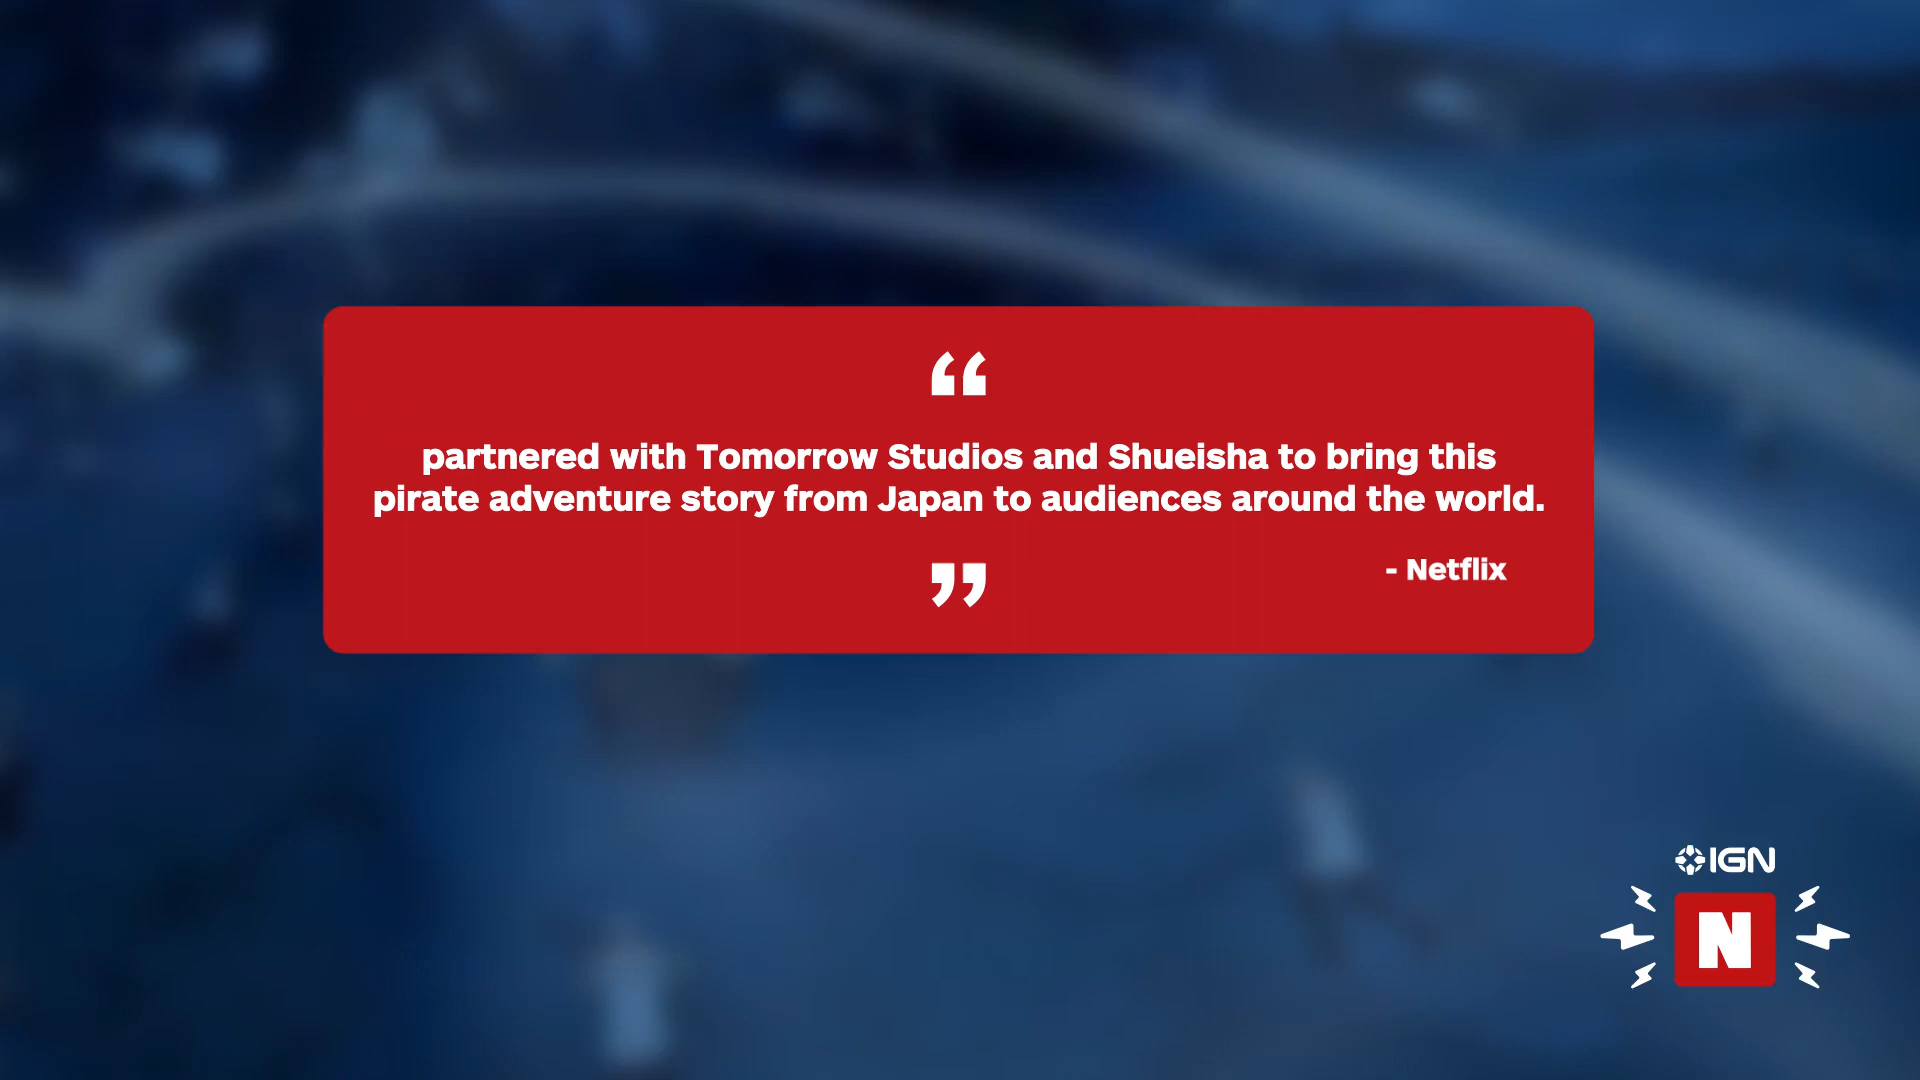 “
partnered with Tomorrow Studios and Shueisha to bring this
pirate adventure story from Japan to audiences around the world.
”
- Netflix
IGN
N